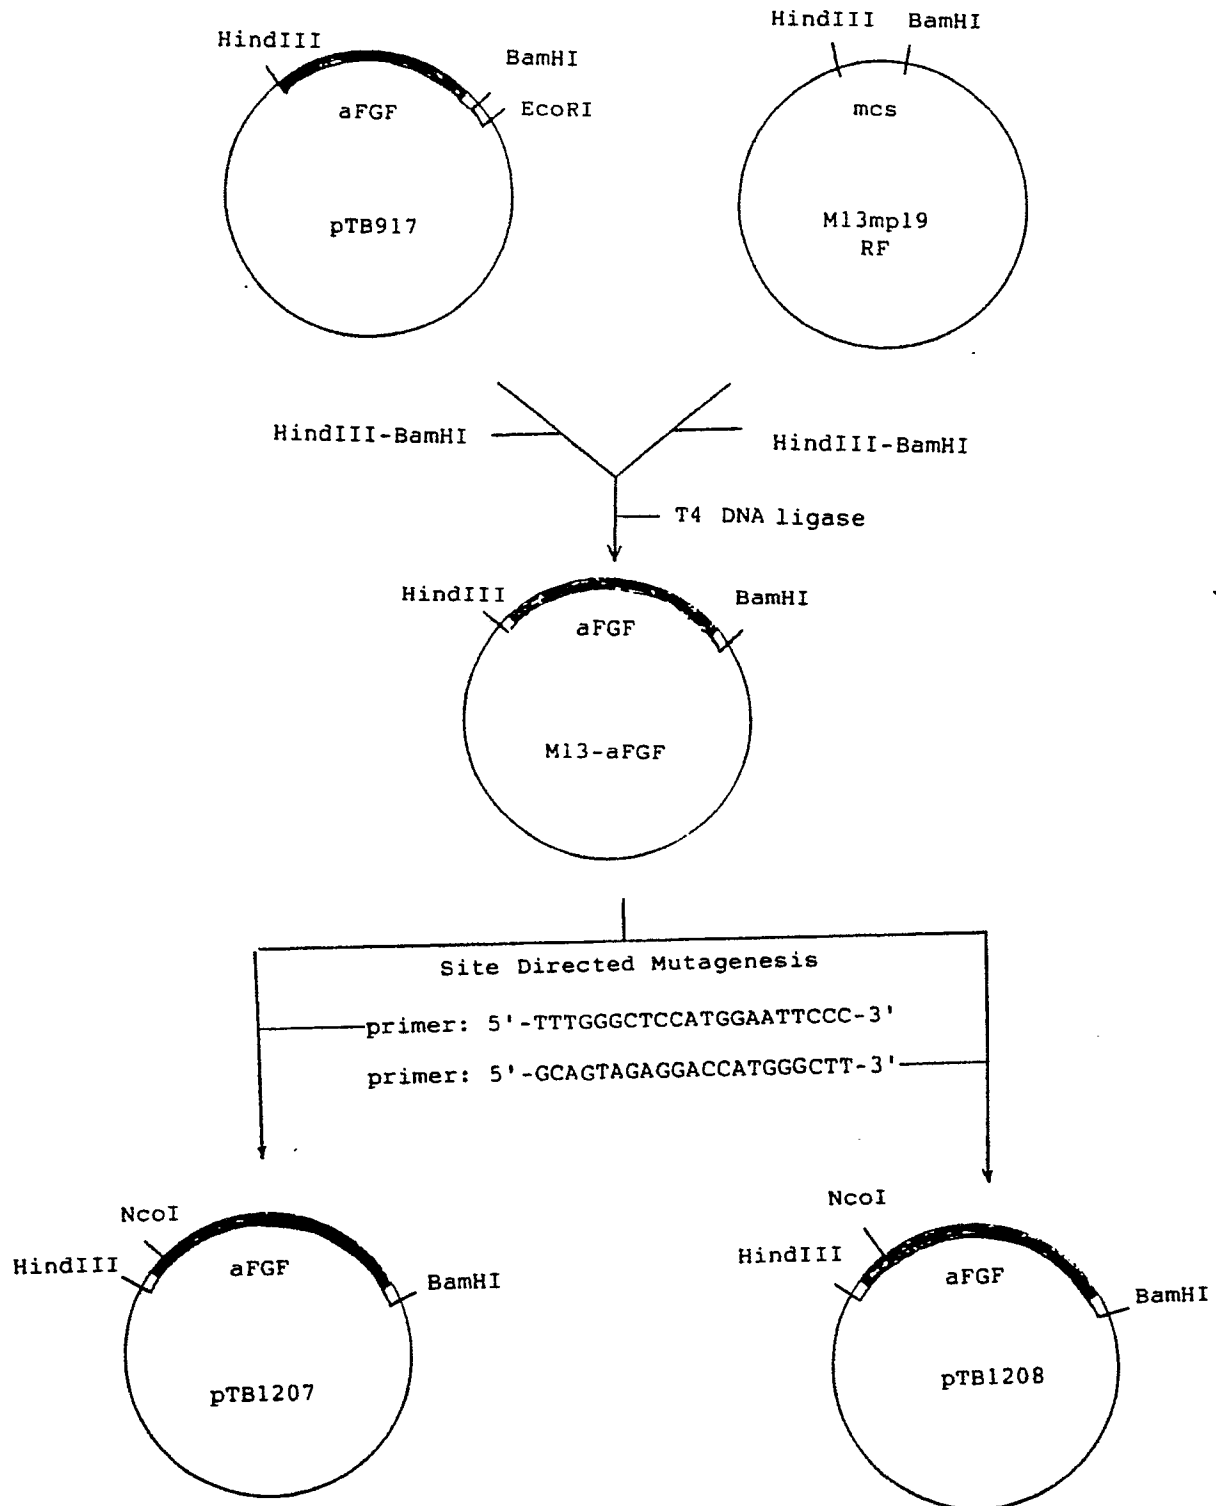 HindIII
BamHI
EcoRI
aFGF
pTB917
HindIII BamHI
mcs
M13mp19
RF
HindIII-BamHI
HindIII-BamHI
T4 DNA ligase
HindIII
BamHI
aFGF
M13-aFGF
Site Directed Mutagenesis
primer: 5'-TTTGGGCTCCATGGAATTCCC-3'
primer: 5'-GCAGTAGAGGACCATGGGCTT-3'
NcoI
HindIII
aFGF
BamHI
pTB1207
NcoI
HindIII
aFGF
BamHI
pTB1208